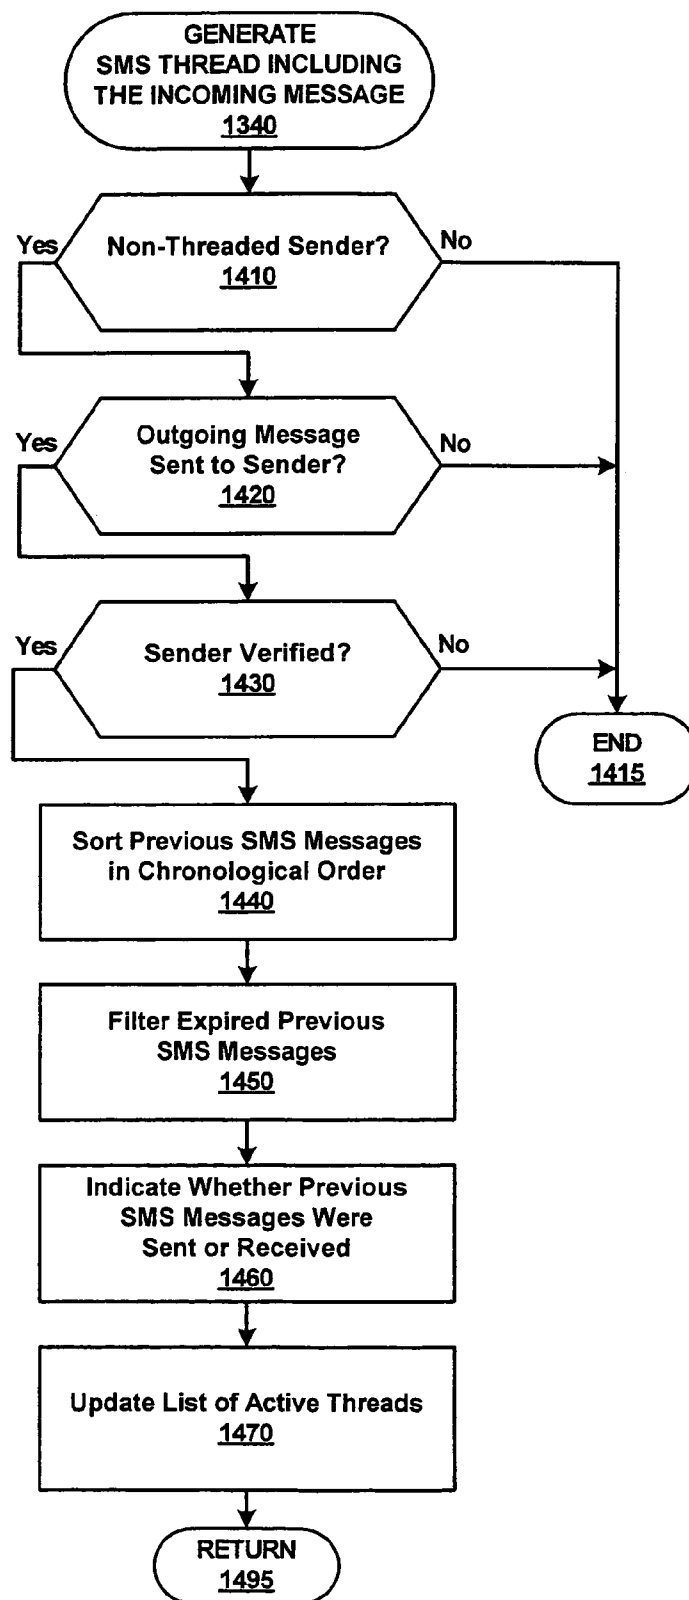 GENERATE
SMS THREAD INCLUDING
THE INCOMING MESSAGE
1340
Yes
Non-Threaded Sender?
1410
No
Yes
Outgoing Message
Sent to Sender?
1420
No
Yes
Sender Verified?
1430
No
END
1415
Sort Previous SMS Messages
in Chronological Order
1440
Filter Expired Previous
SMS Messages
1450
Indicate Whether Previous
SMS Messages Were
Sent or Received
1460
Update List of Active Threads
1470
RETURN
1495